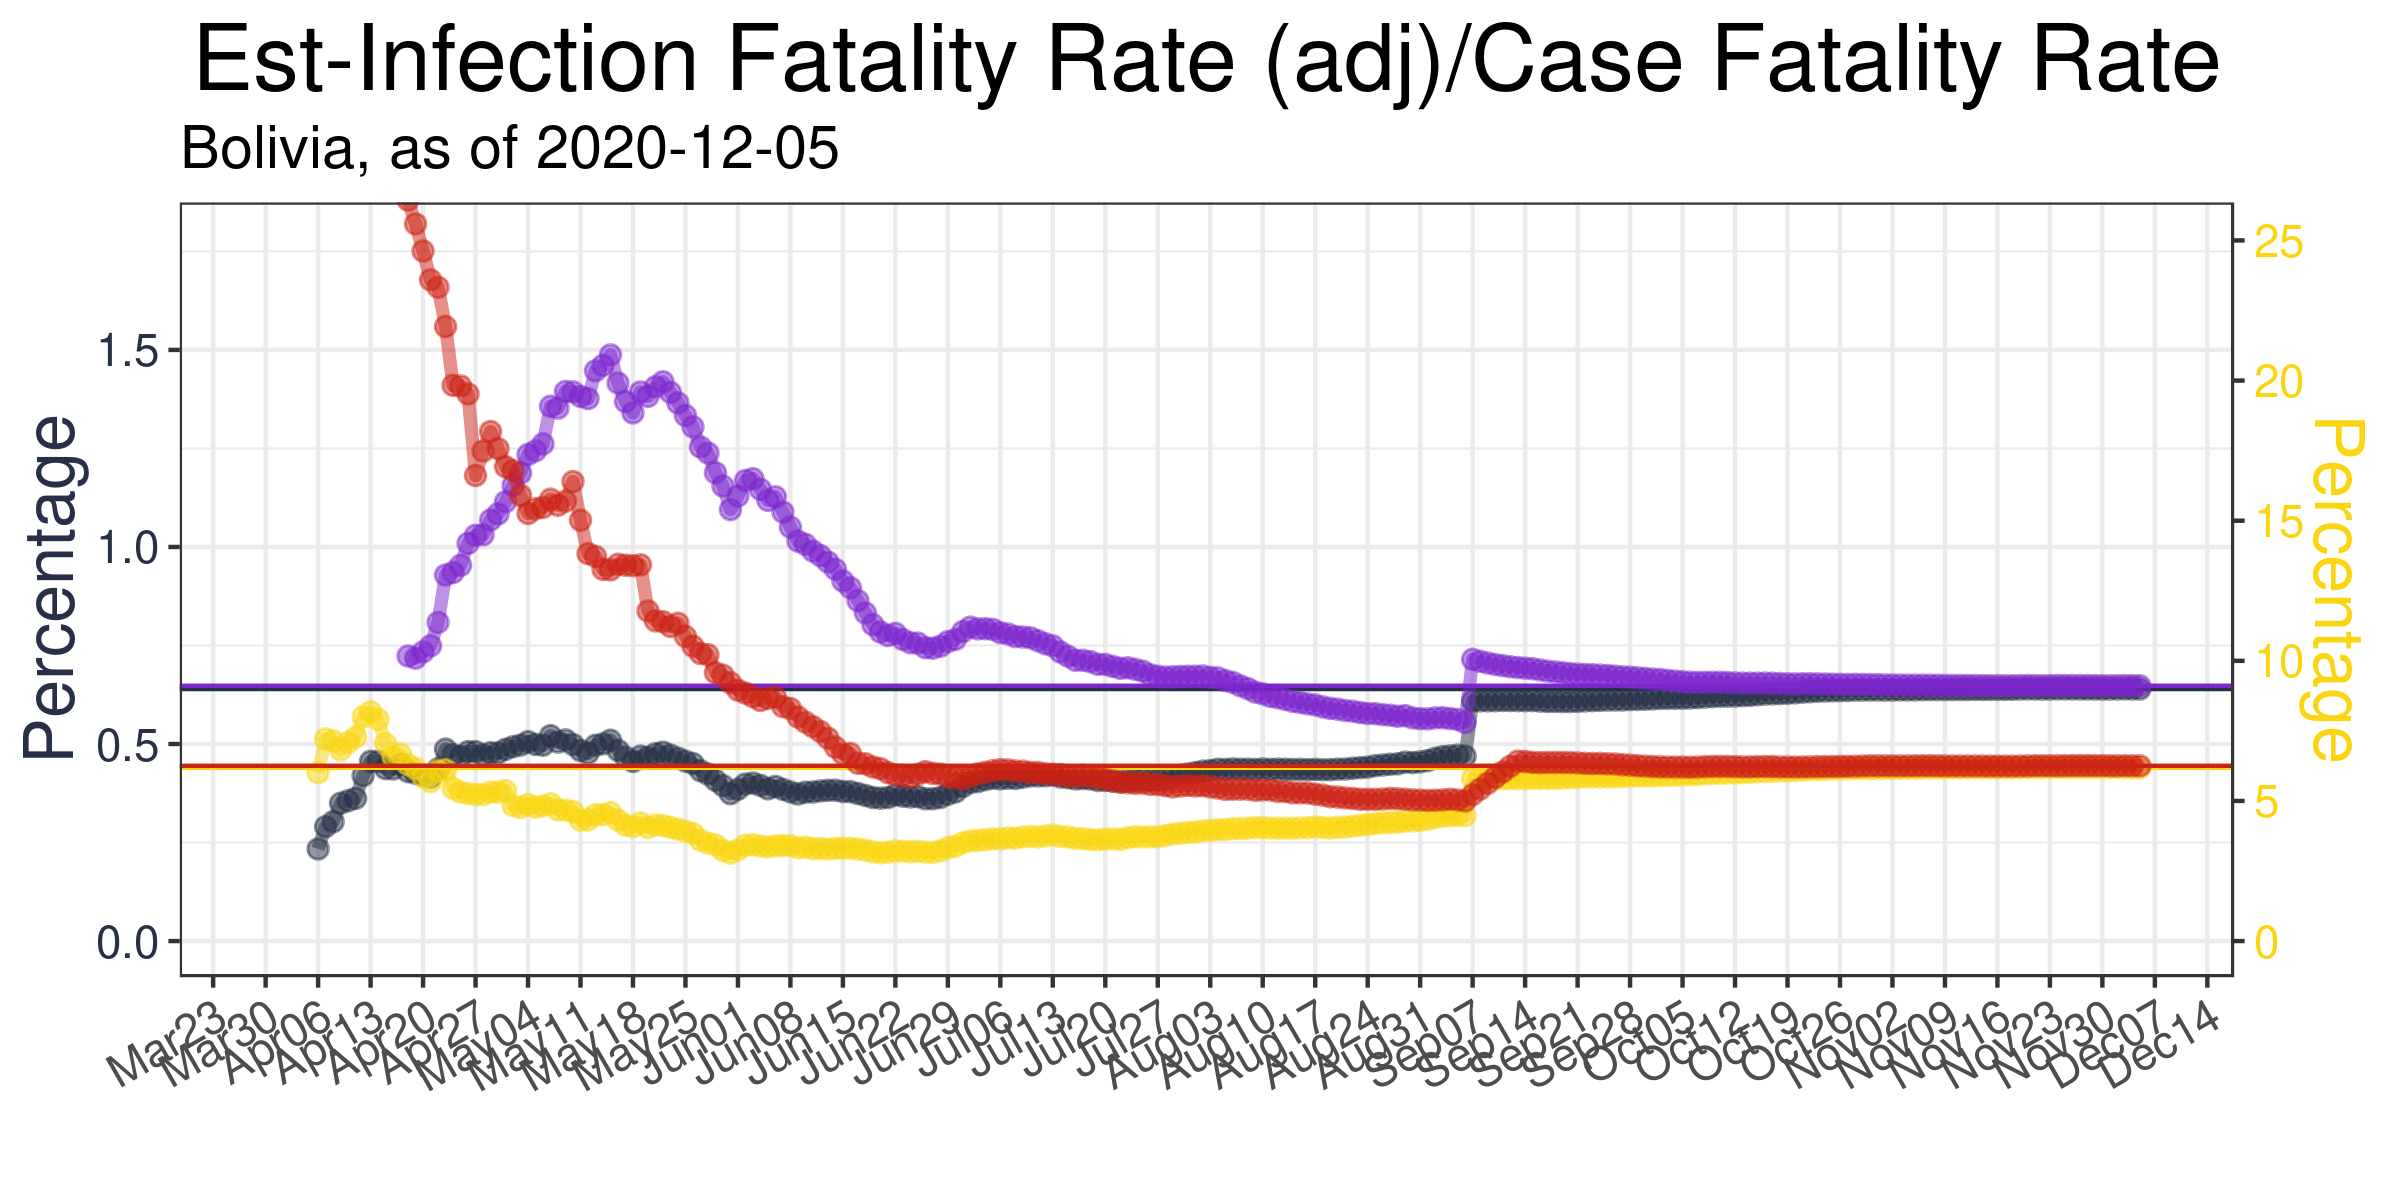 Est-Infection Fatality Rate (adj)/Case Fatality Rate
Bolivia, as of 2020-12-05
Percentage
1.5
1.0
0.5
0.0
25
20
15
10
5
0
Percentage
Mar23
Mar30
Apr06
Apr13
Apr20
Apr27
May04
May11
May18
May25
Jun01
Jun08
Jun15
Jun22
Jun29
Jul06
Jul13
Jul20
Jul27
Aug03
Aug10
Aug17
Aug24
Aug31
Sep07
Sep14
Sep21
Sep28
Oct05
Oct12
Oct19
Oct26
Nov02
Nov09
Nov16
Nov23
Nov30
Dec07
Dec14